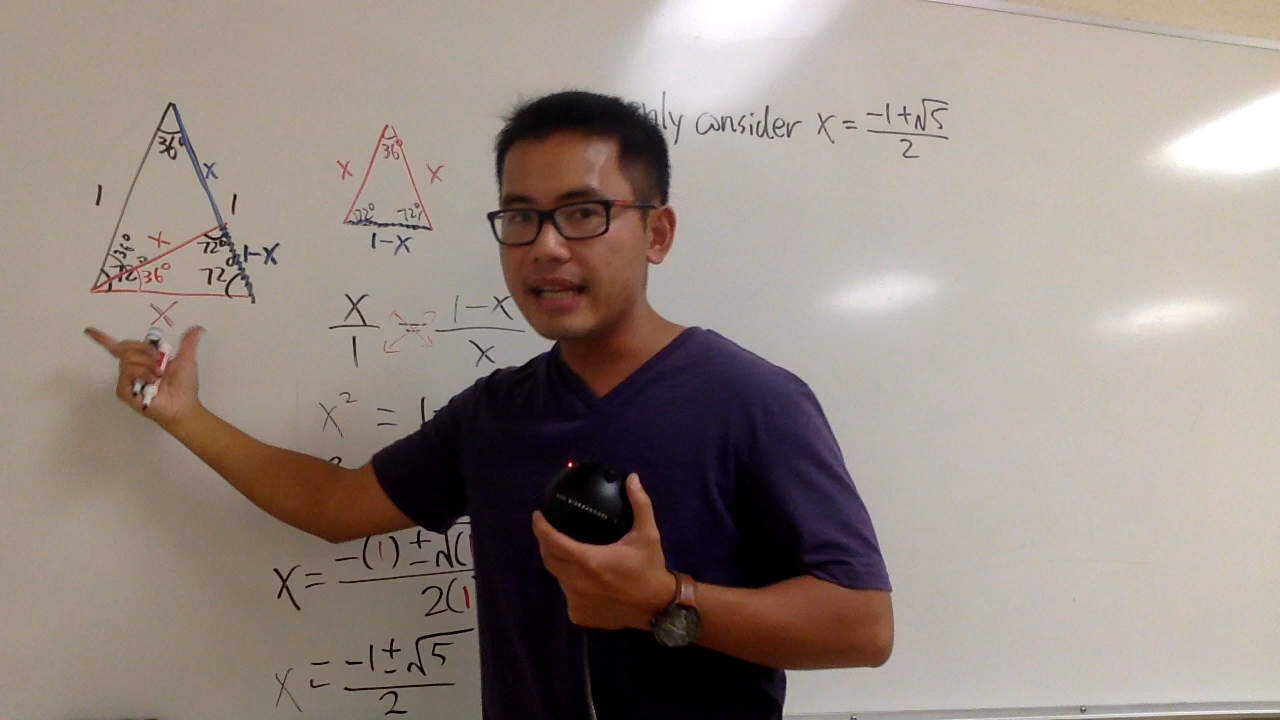 36°
1
x
1
36°
x
72°
36°
72°
72°
1-x
x
36°
x
x
72°
72°
1-x
x/1 = (1-x)/x
x² = 1-
x = (-(1) ± √(1
2(1
x = (-1 ± √5)/2
only consider x = (-1+√5)/2